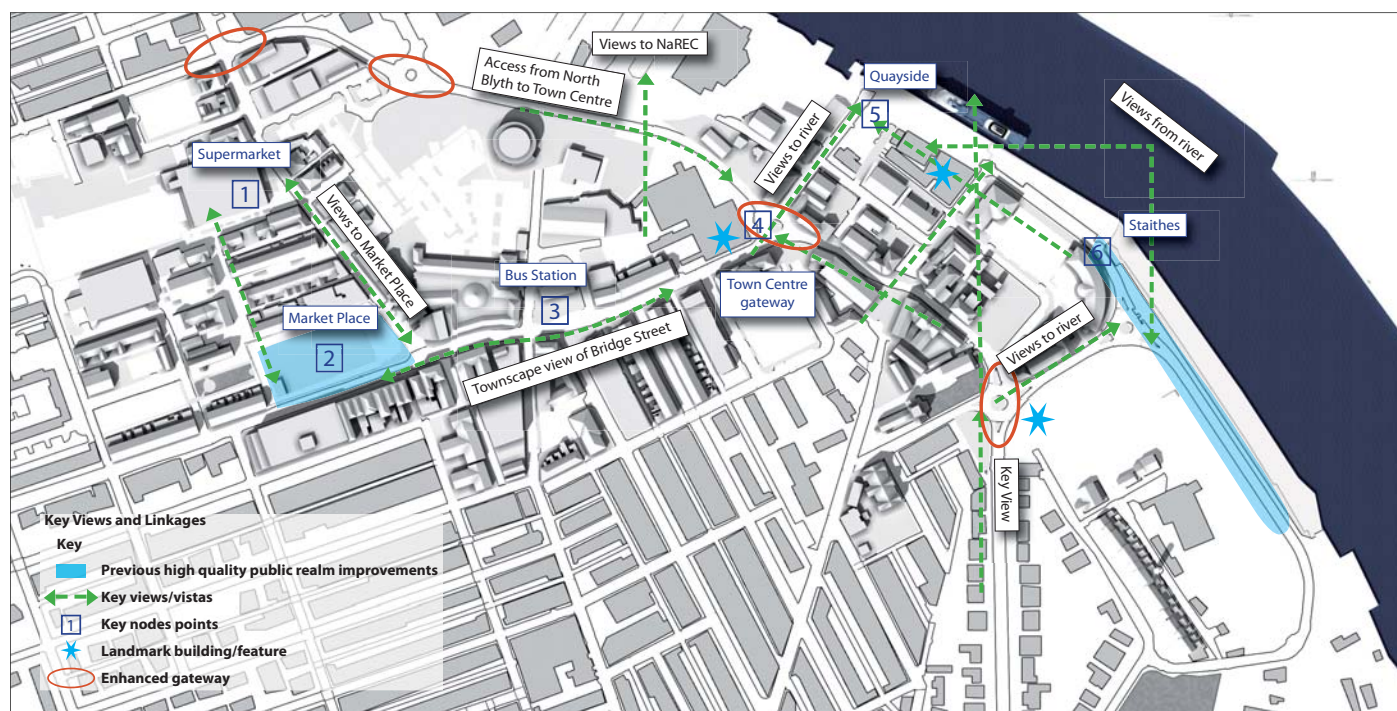 Views to NaREC
Access from North
Blyth to Town Centre
Quayside
5
Views from river
Views to river
Supermarket
1
Views to Market Place
4
Staithes
6
Bus Station
3
Town Centre
gateway
Market Place
2
Views to river
Townscape view of Bridge Street
7
Key View
Key Views and Linkages
Key
Previous high quality public realm improvements
Key views/vistas
1
Key nodes points
Landmark building/feature
Enhanced gateway